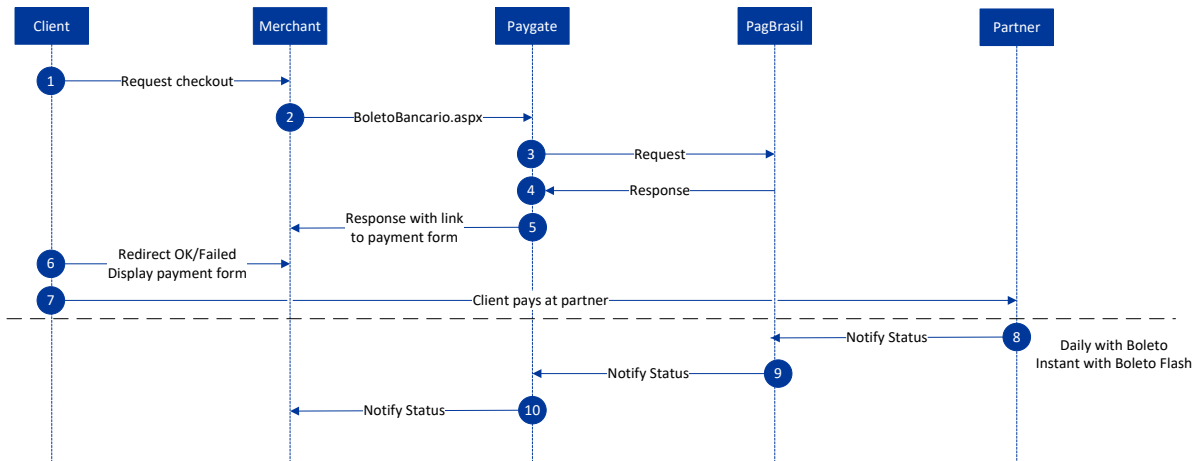 Client
Merchant
Paygate
PagBrasil
Partner
1
Request checkout
2
BoletoBancario.aspx
3
Request
4
Response
5
Response with link
to payment form
6
Redirect OK/Failed
Display payment form
7
Client pays at partner
8
Notify Status
Daily with Boleto
Instant with Boleto Flash
9
Notify Status
10
Notify Status